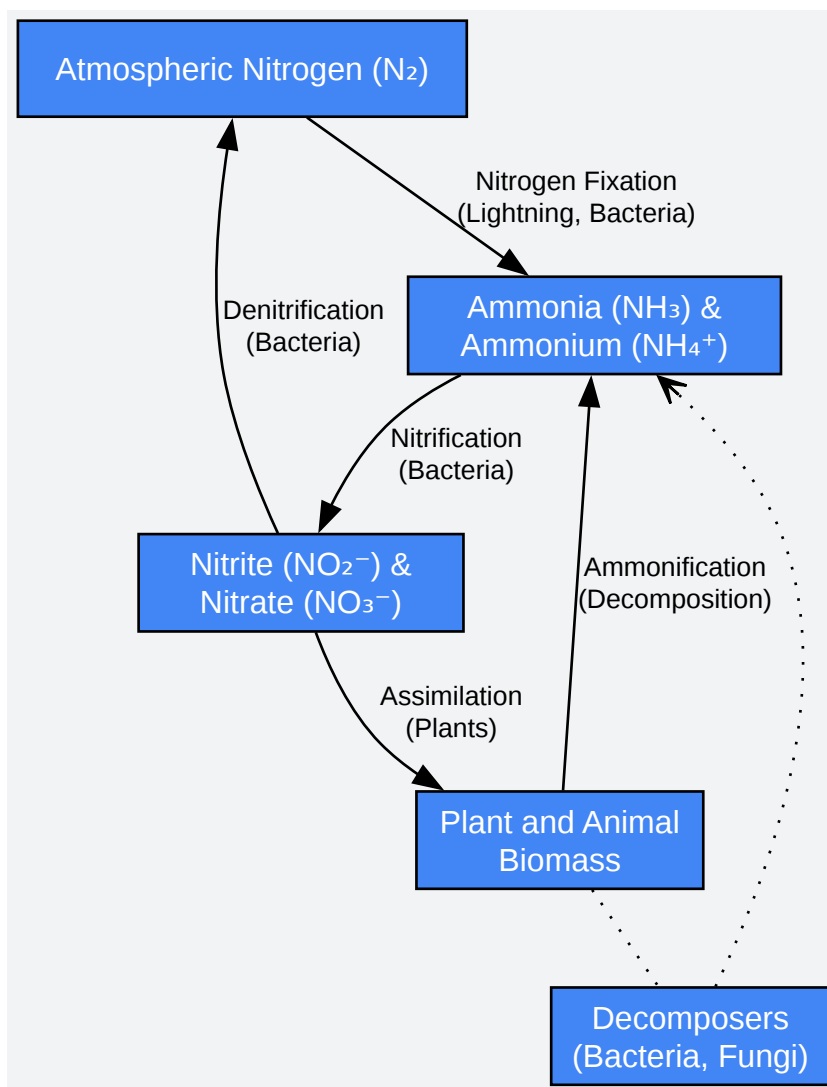 Atmospheric Nitrogen (N₂)
Nitrogen Fixation
(Lightning, Bacteria)
Ammonia (NH₃) &
Ammonium (NH₄⁺)
Denitrification
(Bacteria)
Nitrification
(Bacteria)
Nitrite (NO₂⁻) &
Nitrate (NO₃⁻)
Ammonification
(Decomposition)
Assimilation
(Plants)
Plant and Animal
Biomass
Decomposers
(Bacteria, Fungi)